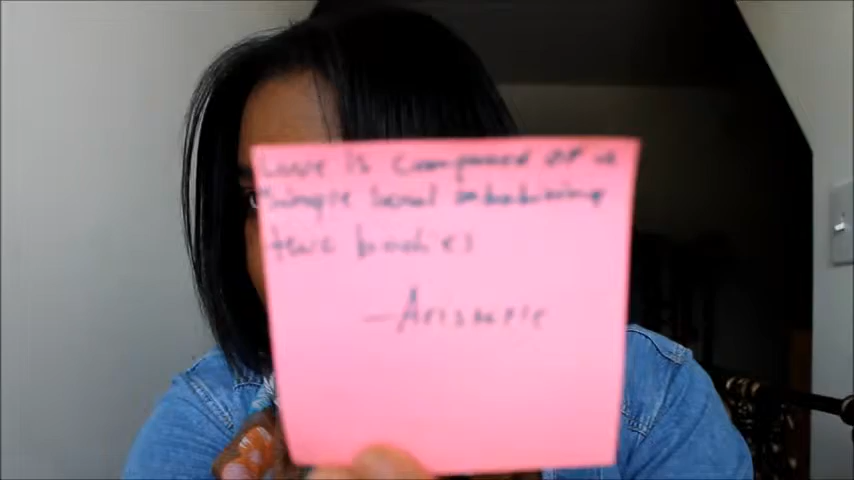 Love is composed of a
single soul inhabiting
two bodies
- Aristotle